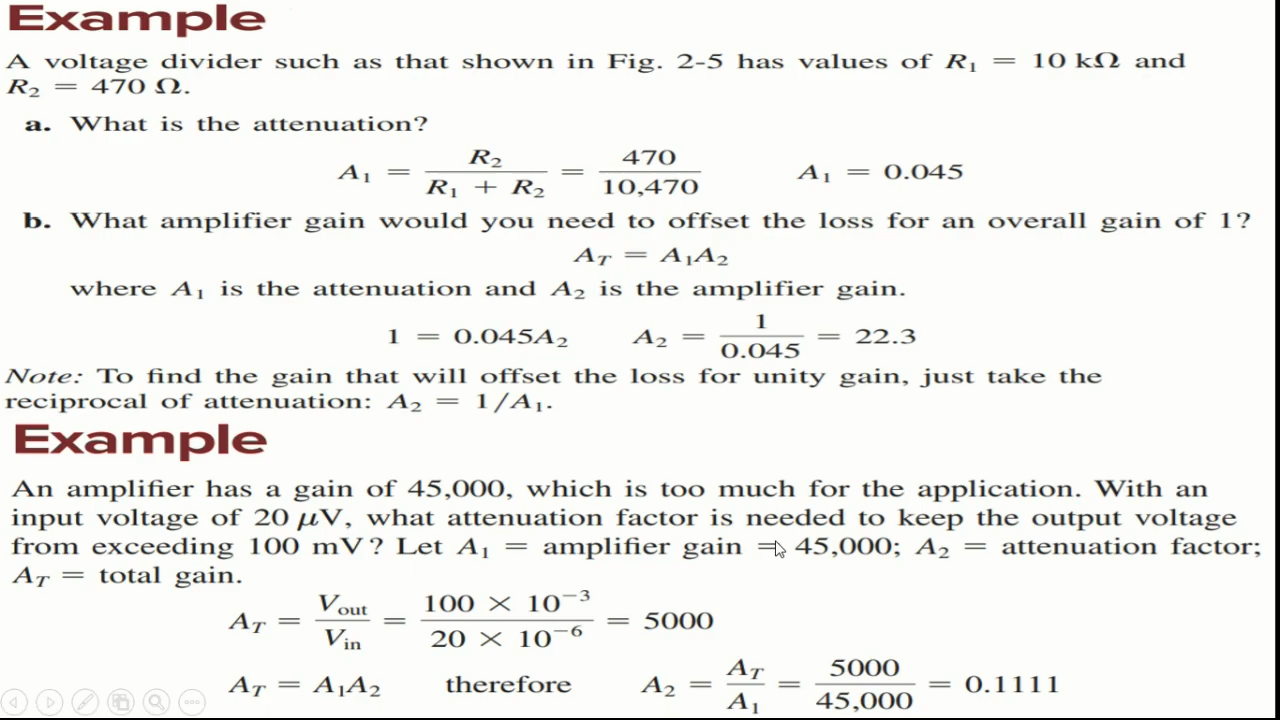 Example
A voltage divider such as that shown in Fig. 2-5 has values of R₁ = 10 kΩ and
R₂ = 470 Ω.
a. What is the attenuation?
A₁ = R₂ / (R₁ + R₂) = 470 / 10,470    A₁ = 0.045
b. What amplifier gain would you need to offset the loss for an overall gain of 1?
A_T = A₁A₂
where A₁ is the attenuation and A₂ is the amplifier gain.
1 = 0.045A₂    A₂ = 1 / 0.045 = 22.3
Note: To find the gain that will offset the loss for unity gain, just take the
reciprocal of attenuation: A₂ = 1/A₁.
Example
An amplifier has a gain of 45,000, which is too much for the application. With an
input voltage of 20 μV, what attenuation factor is needed to keep the output voltage
from exceeding 100 mV? Let A₁ = amplifier gain = 45,000; A₂ = attenuation factor;
A_T = total gain.
A_T = V_out / V_in = 100 × 10⁻³ / 20 × 10⁻⁶ = 5000
A_T = A₁A₂    therefore    A₂ = A_T / A₁ = 5000 / 45,000 = 0.1111